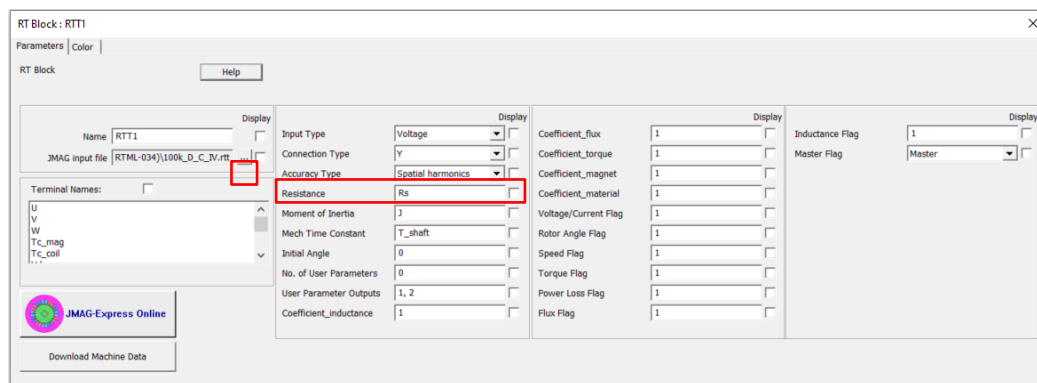 RT Block : RTT1
Parameters Color
RT Block Help
Display
Name RTT1
JMAG input file RTML-034)\100k_D_C_IV.rtt ...
Terminal Names:
U
V
W
Tc_mag
Tc_coil
JMAG-Express Online
Download Machine Data
Display
Input Type Voltage
Connection Type Y
Accuracy Type Spatial harmonics
Resistance Rs
Moment of Inertia J
Mech Time Constant T_shaft
Initial Angle 0
No. of User Parameters 0
User Parameter Outputs 1, 2
Coefficient_inductance 1
Display
Coefficient_flux 1
Coefficient_torque 1
Coefficient_magnet 1
Coefficient_material 1
Voltage/Current Flag 1
Rotor Angle Flag 1
Speed Flag 1
Torque Flag 1
Power Loss Flag 1
Flux Flag 1
Display
Inductance Flag 1
Master Flag Master